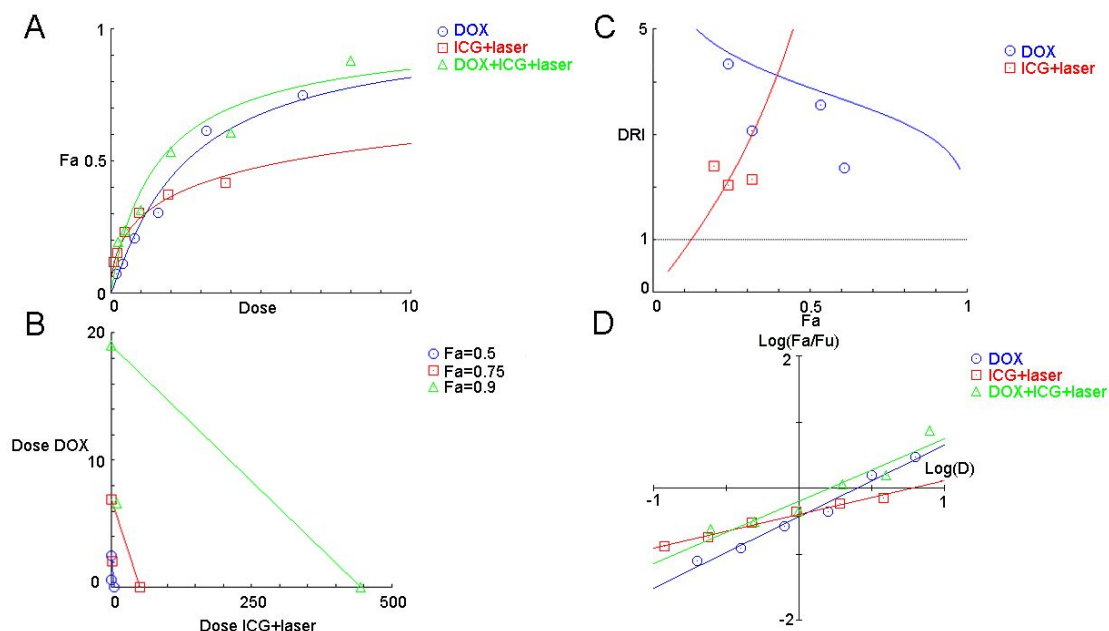 A
1
Fa
0.5
0
0
Dose
10
DOX
ICG+laser
DOX+ICG+laser
B
20
Dose DOX
10
0
0
250
500
Dose ICG+laser
Fa=0.5
Fa=0.75
Fa=0.9
C
5
DRI
1
0
0
0.5
1
Fa
DOX
ICG+laser
D
Log(Fa/Fu)
2
Log(D)
-1
1
-2
DOX
ICG+laser
DOX+ICG+laser